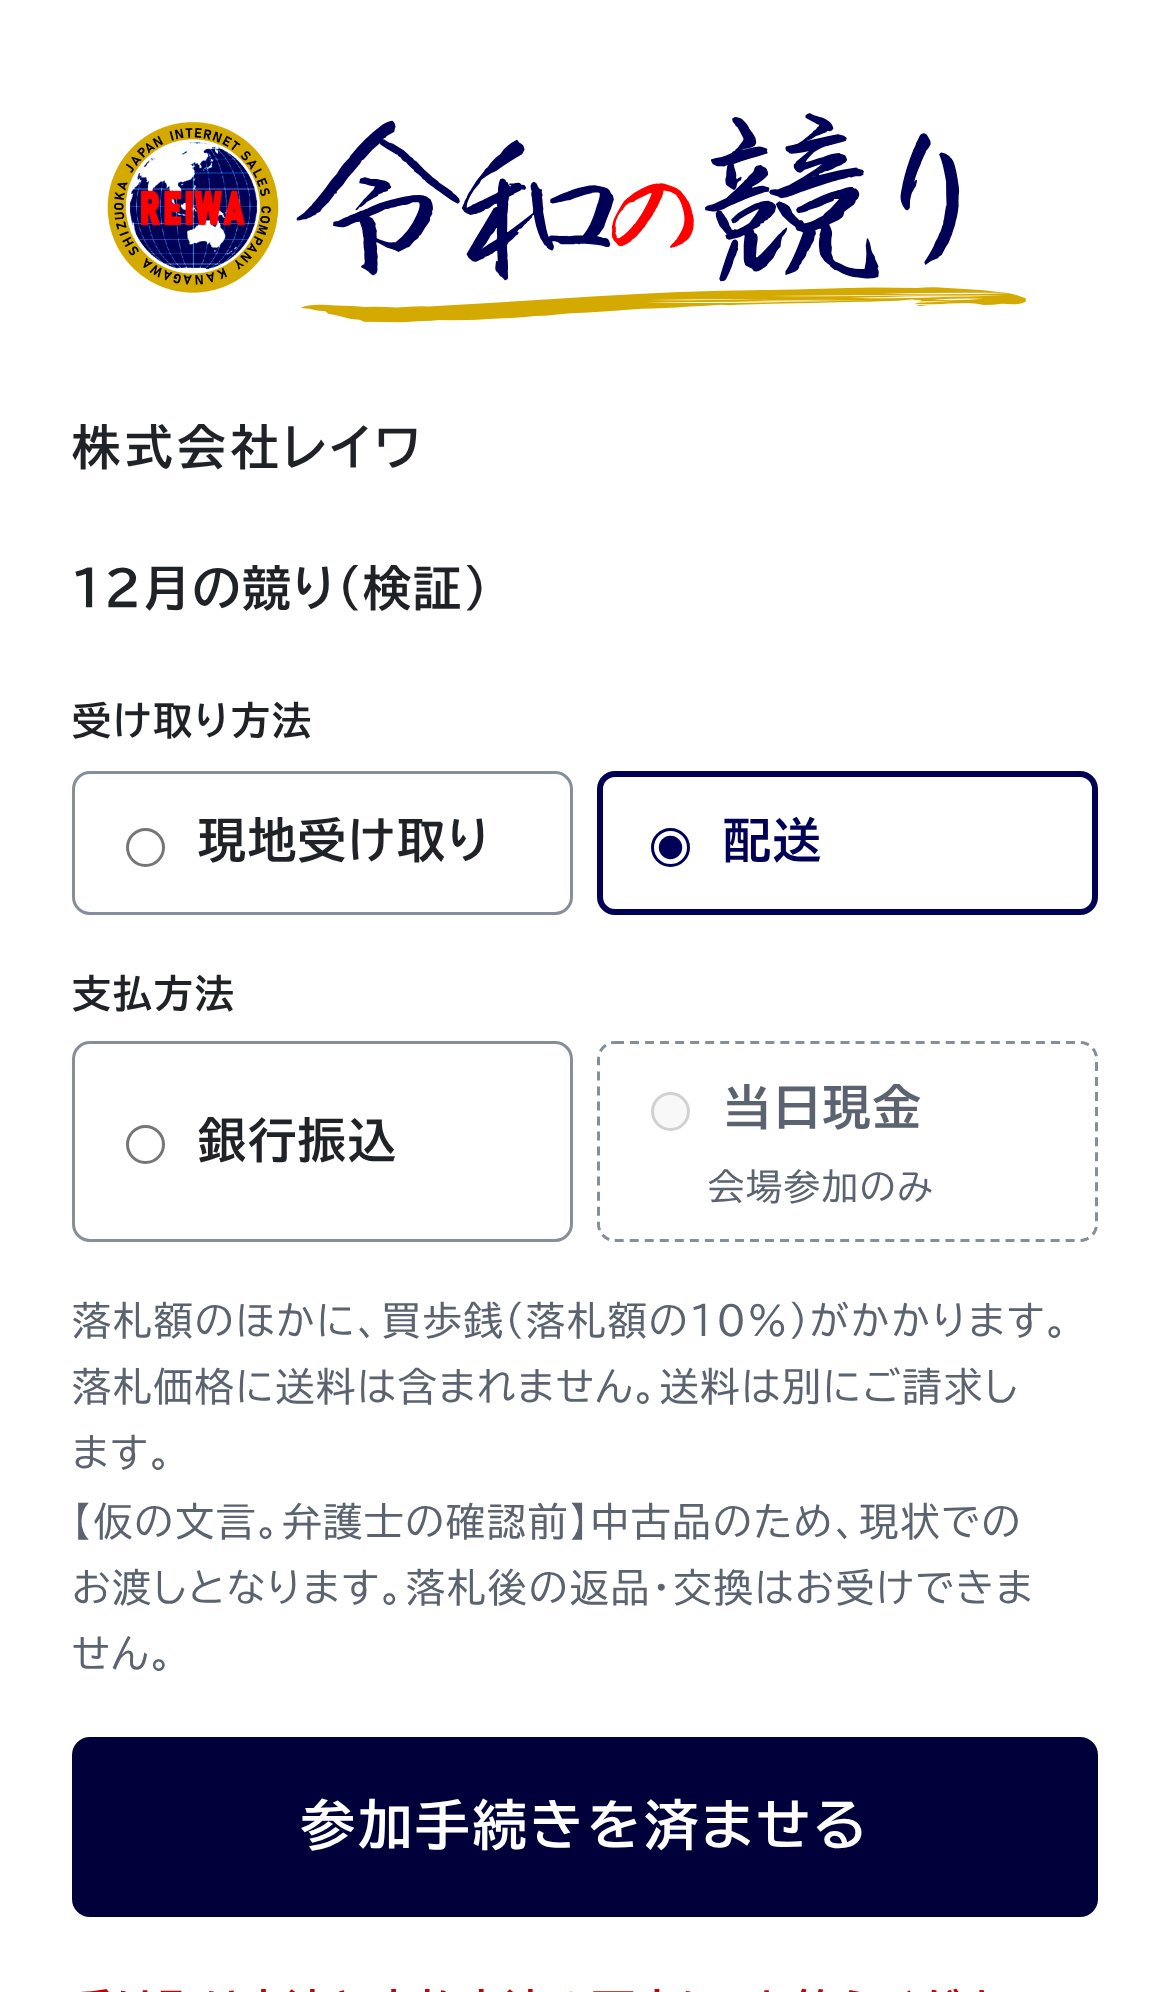 JAPAN INTERNET SALES COMPANY KANAGAWA SHIZUOKA
REIWA
令和の競り
株式会社レイワ
12月の競り（検証）
受け取り方法
現地受け取り
配送
支払方法
銀行振込
当日現金
会場参加のみ
落札額のほかに、買歩銭（落札額の10%）がかかります。
落札価格に送料は含まれません。送料は別にご請求し
ます。
【仮の文言。弁護士の確認前】中古品のため、現状での
お渡しとなります。落札後の返品・交換はお受けできま
せん。
参加手続きを済ませる